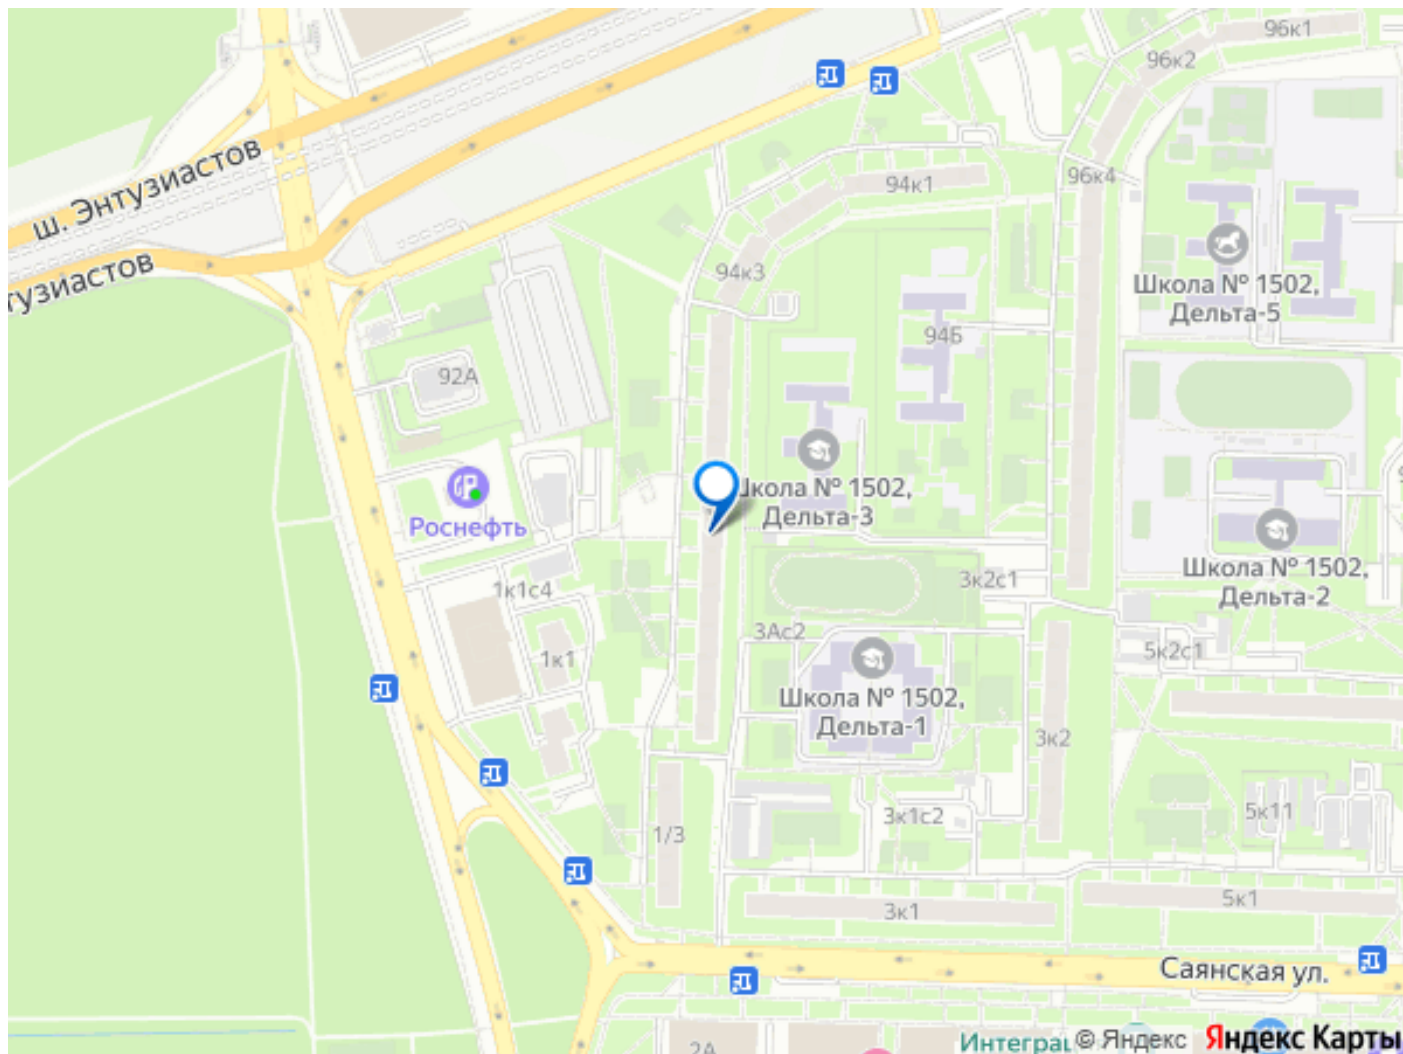 96к1
96к2
ш. Энтузиастов
тузиастов
94к1
96к4
94к3
Школа № 1502,
Дельта-5
94Б
92А
Школа № 1502,
Дельта-3
Роснефть
Школа № 1502,
Дельта-2
3к2с1
1к1с4
3Ас2
5к2с1
1к1
Школа № 1502,
Дельта-1
3к2
5к11
3к1с2
1/3
5к1
3к1
Саянская ул.
2А
Интеграц
© Яндекс Яндекс Карты